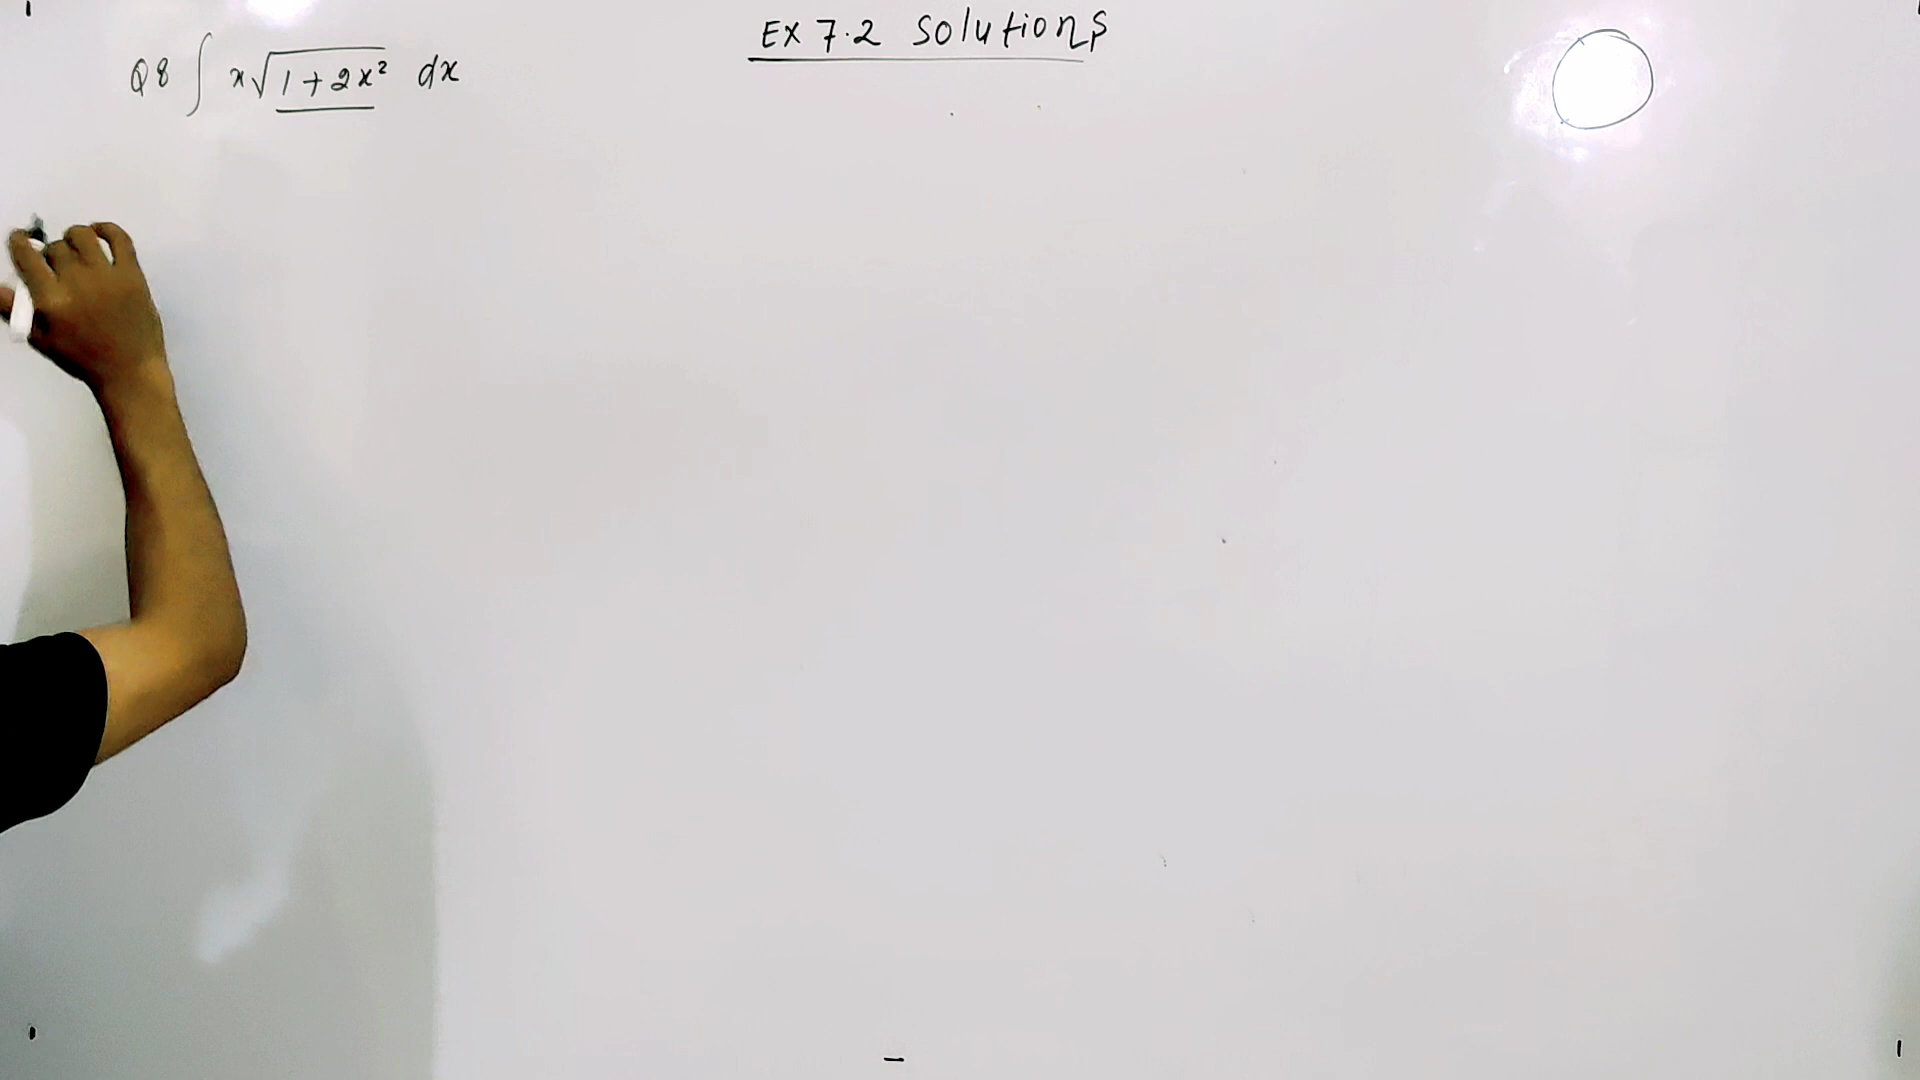 Ex 7.2 Solutions
Q8 ∫ x√1+2x² dx